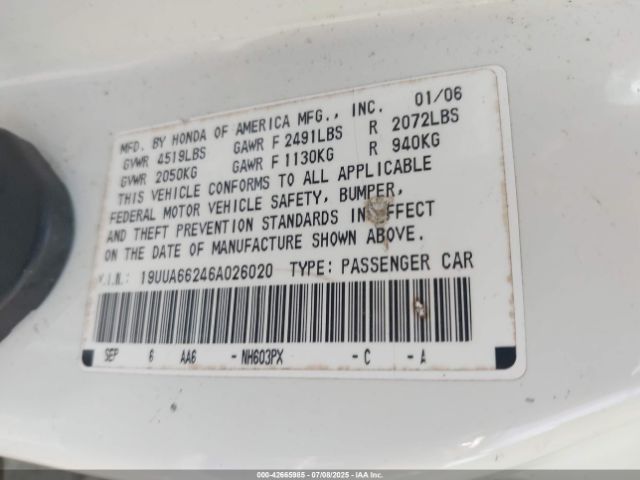 MFD. BY HONDA OF AMERICA MFG., INC. 01/06
GVWR 4519LBS GAWR F 2491LBS R 2072LBS
GVWR 2050KG GAWR F 1130KG R 940KG
THIS VEHICLE CONFORMS TO ALL APPLICABLE
FEDERAL MOTOR VEHICLE SAFETY, BUMPER,
AND THEFT PREVENTION STANDARDS IN EFFECT
ON THE DATE OF MANUFACTURE SHOWN ABOVE.
V.I.N.: 19UUA66246A026020 TYPE: PASSENGER CAR
SEP 6 AA6 -NH603PX -C -A
000-42665985 - 07/08/2025 - IAAI.COM